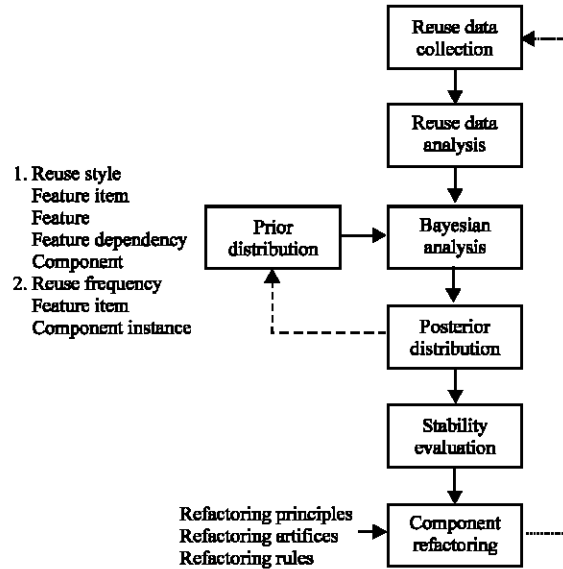 Reuse data
collection
Reuse data
analysis
1. Reuse style
Feature item
Feature
Feature dependency
Component
2. Reuse frequency
Feature item
Component instance
Prior
distribution
Bayesian
analysis
Posterior
distribution
Stability
evaluation
Refactoring principles
Refactoring artifices
Refactoring rules
Component
refactoring